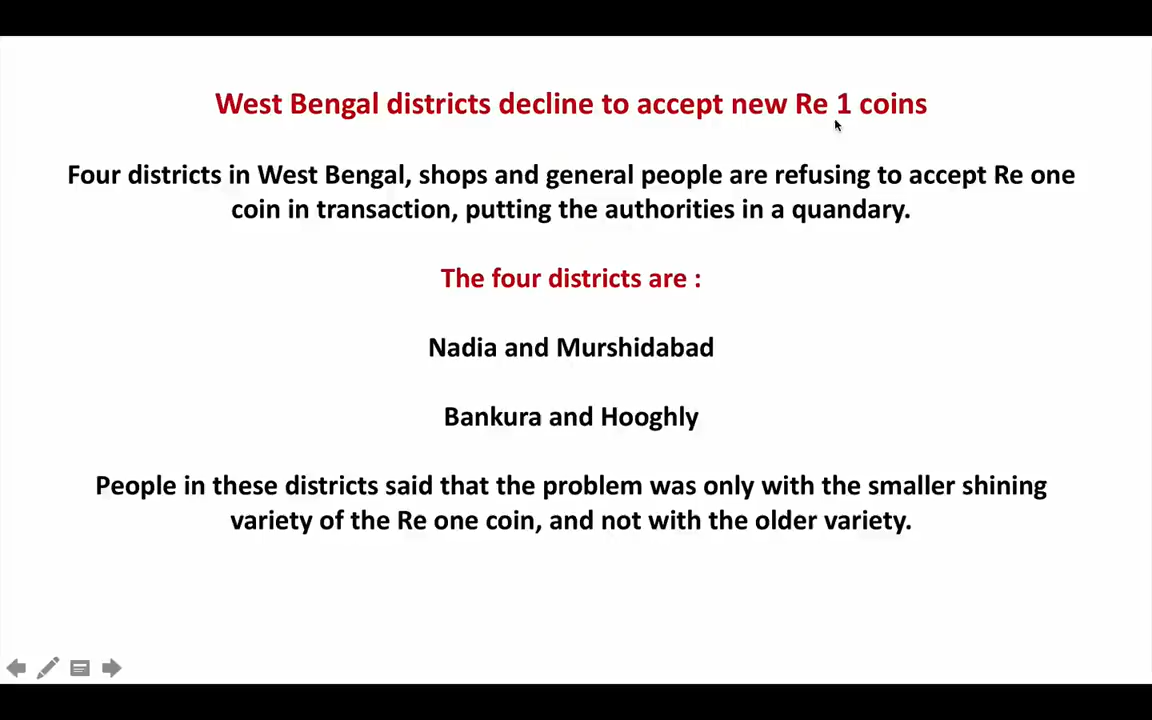 West Bengal districts decline to accept new Re 1 coins
Four districts in West Bengal, shops and general people are refusing to accept Re one
coin in transaction, putting the authorities in a quandary.
The four districts are :
Nadia and Murshidabad
Bankura and Hooghly
People in these districts said that the problem was only with the smaller shining
variety of the Re one coin, and not with the older variety.